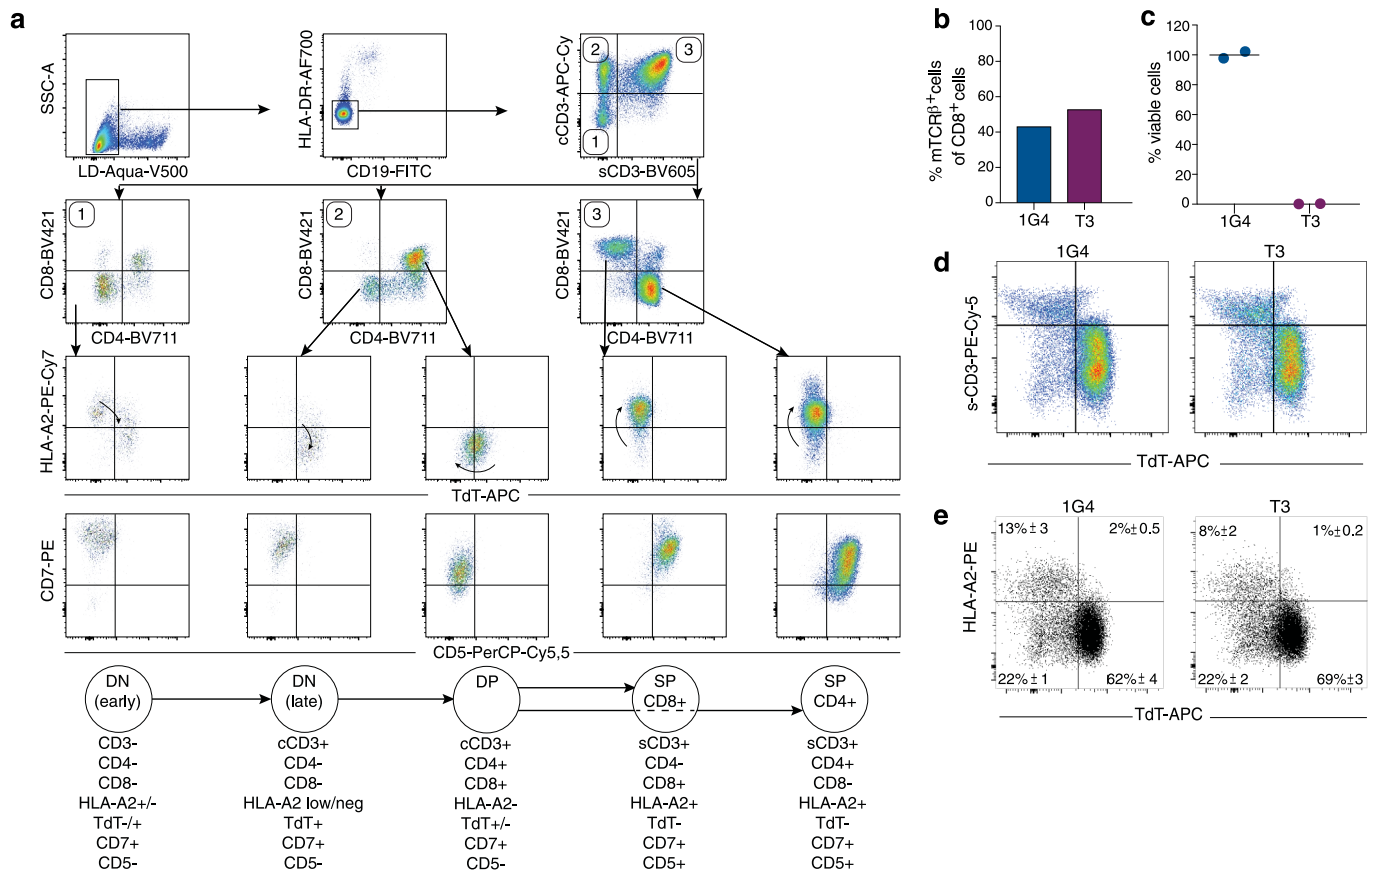 a
SSC-A
LD-Aqua-V500
HLA-DR-AF700
CD19-FITC
cCD3-APC-Cy
2
3
1
sCD3-BV605
CD8-BV421
1
CD4-BV711
CD8-BV421
2
CD4-BV711
CD8-BV421
3
CD4-BV711
HLA-A2-PE-Cy7
TdT-APC
CD7-PE
CD5-PerCP-Cy5,5
DN
(early)
DN
(late)
DP
SP
CD8+
SP
CD4+
CD3-
CD4-
CD8-
HLA-A2+/-
TdT-/+
CD7+
CD5-
cCD3+
CD4-
CD8-
HLA-A2 low/neg
TdT+
CD7+
CD5-
cCD3+
CD4+
CD8+
HLA-A2-
TdT+/-
CD7+
CD5-
sCD3+
CD4-
CD8+
HLA-A2+
TdT-
CD7+
CD5+
sCD3+
CD4+
CD8-
HLA-A2+
TdT-
CD7+
CD5+
b
% mTCRβ+cells
of CD8+cells
100
80
60
40
20
0
1G4
T3
c
% viable cells
120
100
80
60
40
20
0
1G4
T3
d
1G4
T3
s-CD3-PE-Cy-5
TdT-APC
e
1G4
T3
HLA-A2-PE
13%±3
2%±0.5
22%±1
62%±4
8%±2
1%±0.2
22%±2
69%±3
TdT-APC